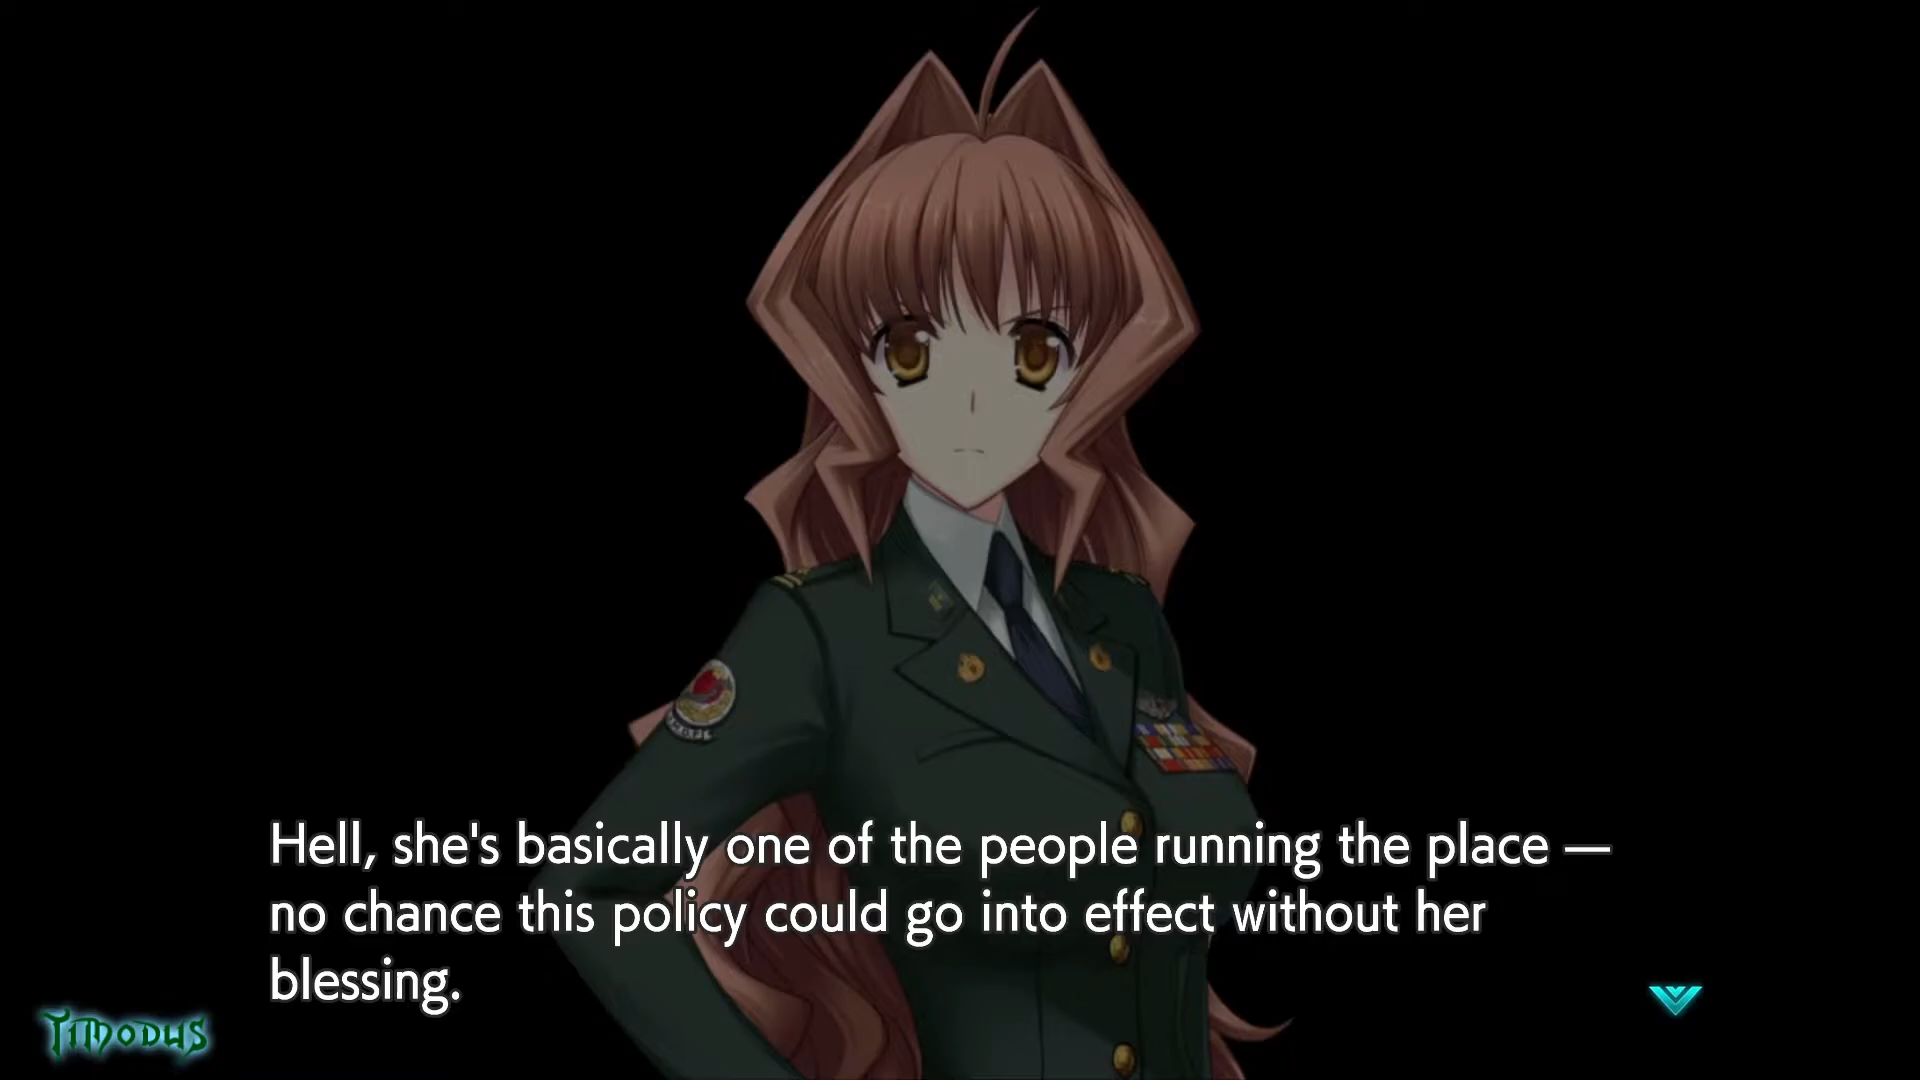 Hell, she's basically one of the people running the place —
no chance this policy could go into effect without her
blessing.
TIMODUS